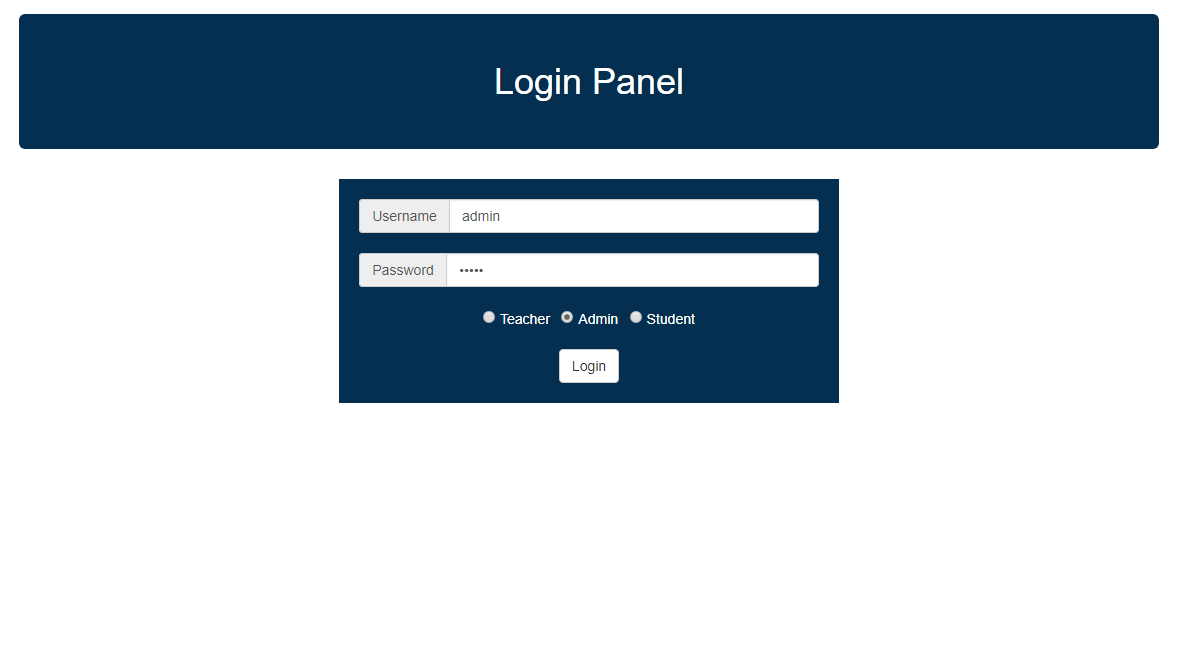 Login Panel
Username admin
Password •••••
Teacher Admin Student
Login